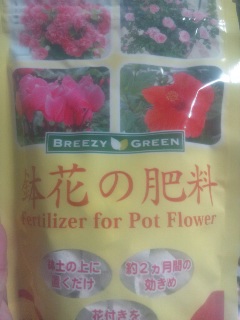 BREEZY GREEN
鉢花の肥料
Fertilizer for Pot Flower
鉢土の上に
置くだけ
約2ヵ月間の
効きめ
花付きを